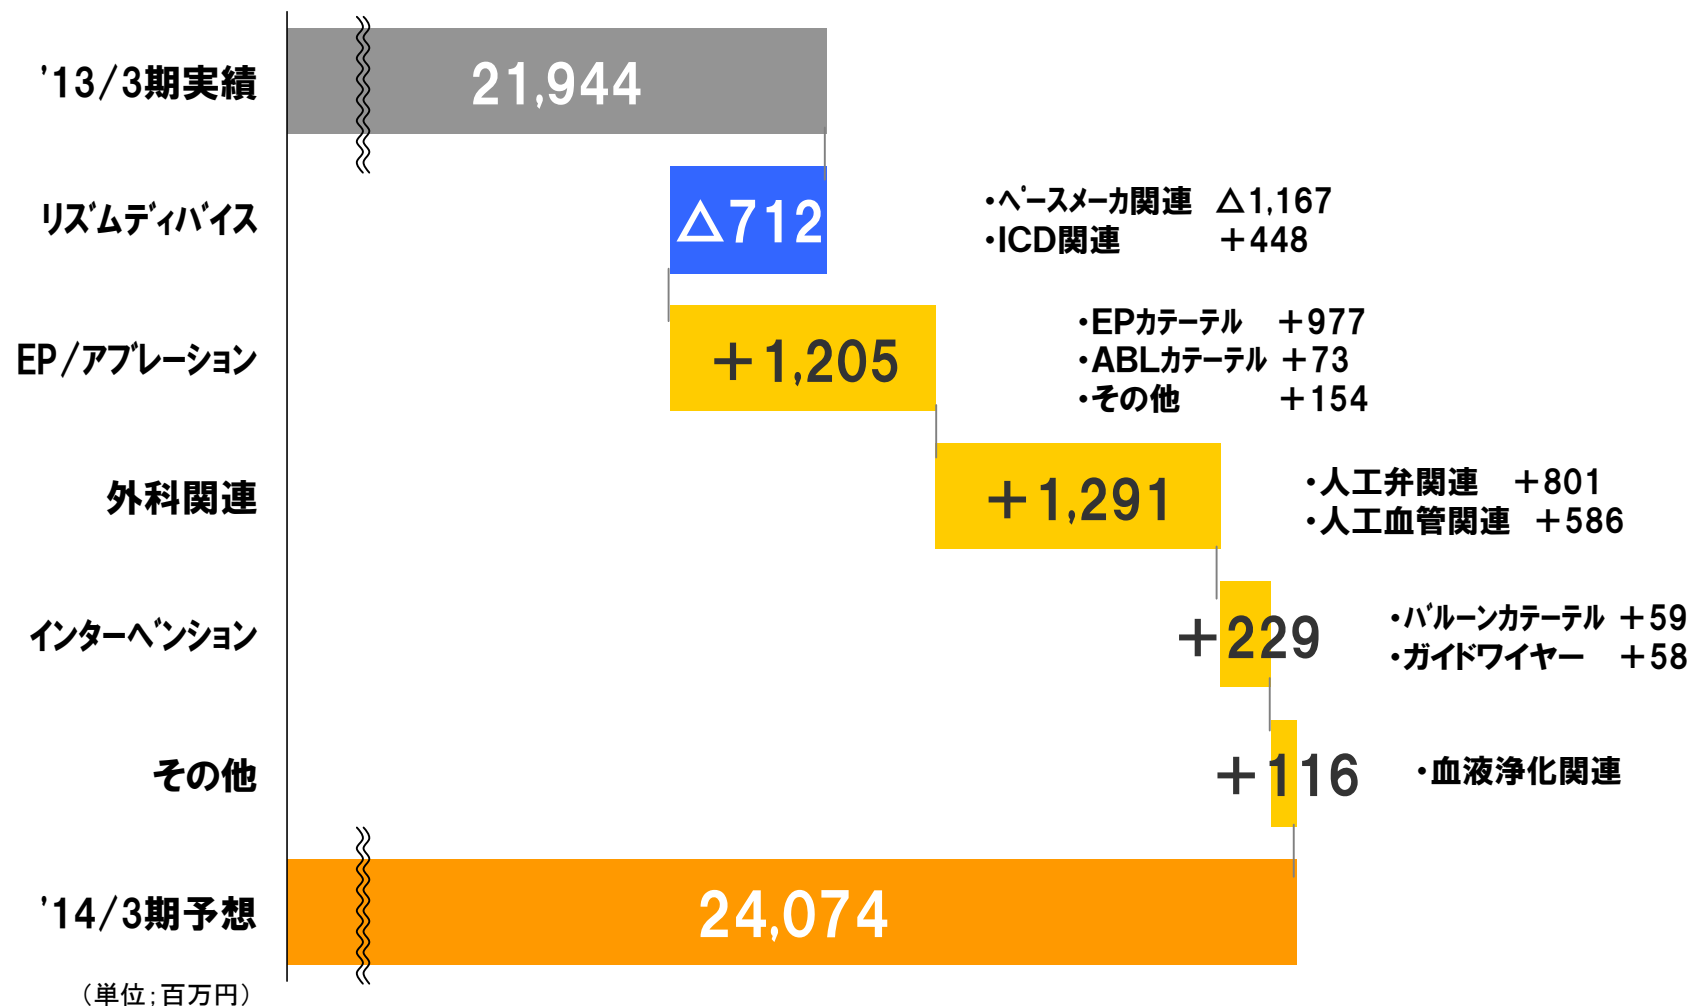 '13/3期実績
21,944
リズムディバイス
△712
・ペースメーカ関連 △1,167
・ICD関連 +448
EP/アブレーション
+1,205
・EPカテーテル +977
・ABLカテーテル +73
・その他 +154
外科関連
+1,291
・人工弁関連 +801
・人工血管関連 +586
インターベンション
+229
・バルーンカテーテル +59
・ガイドワイヤー +58
その他
+116
・血液浄化関連
'14/3期予想
24,074
(単位;百万円)